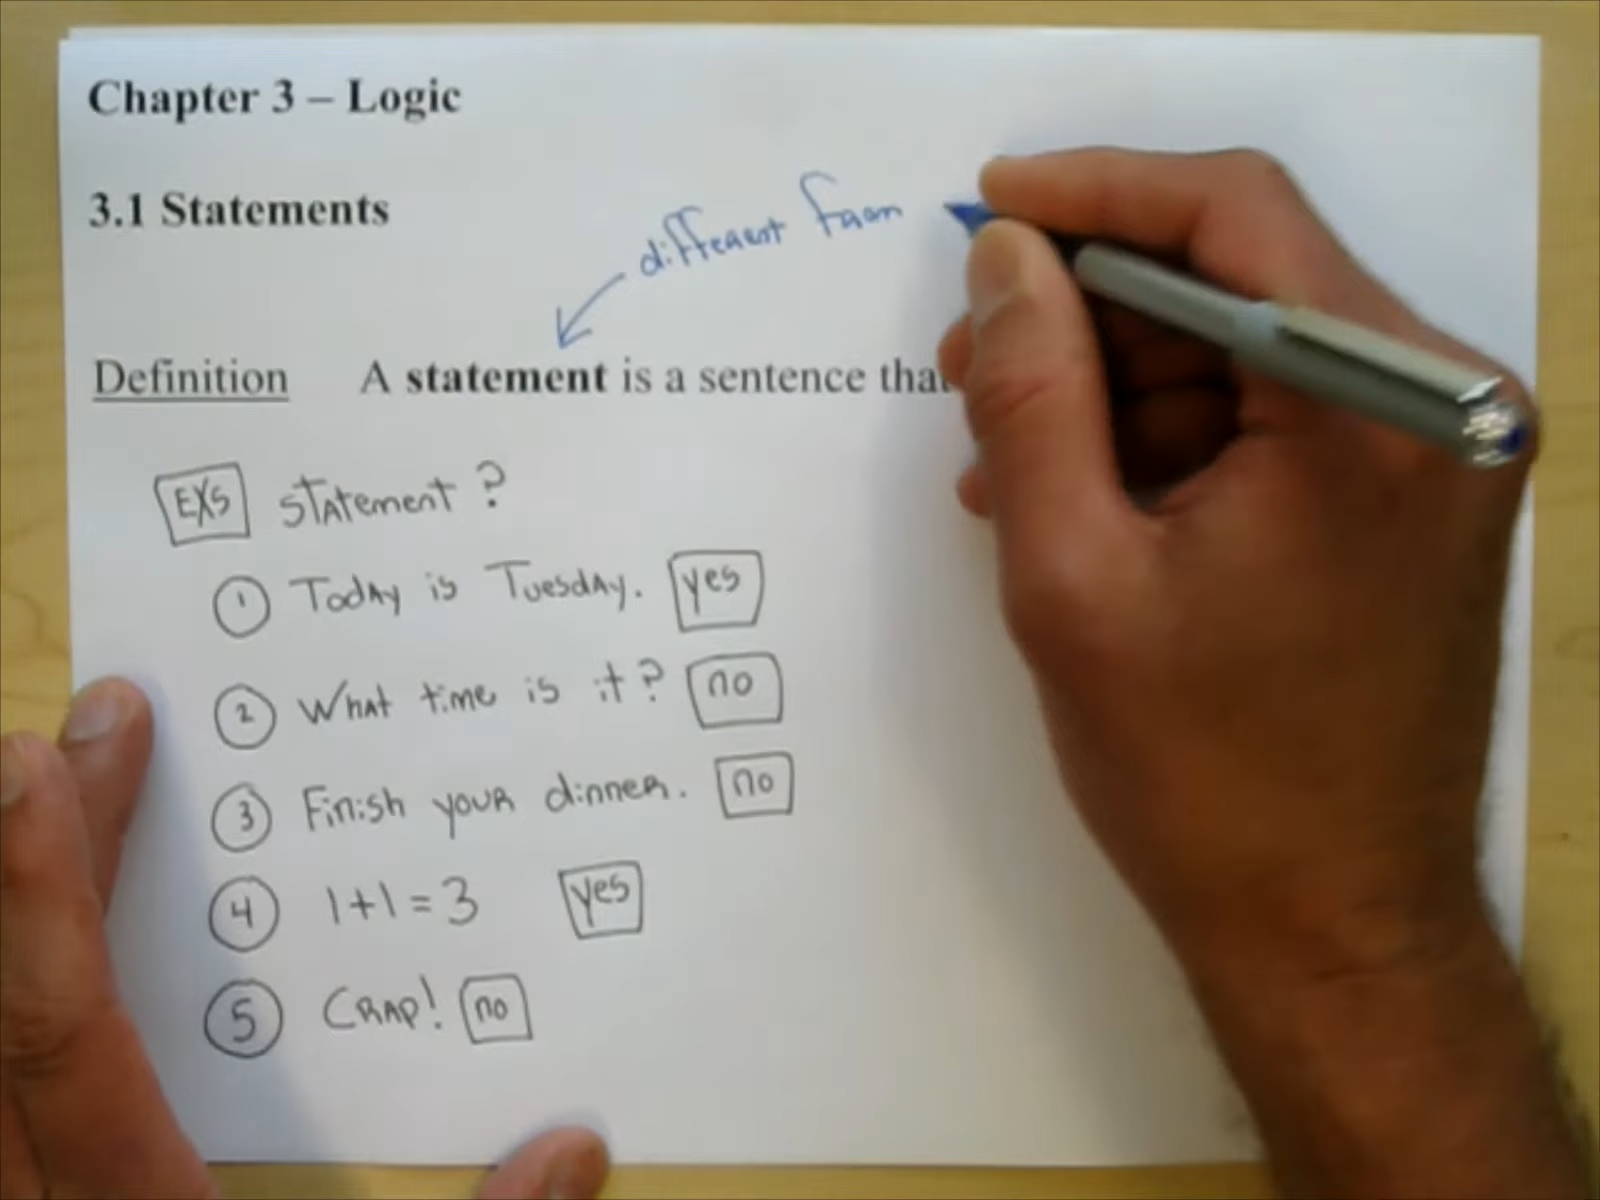 Chapter 3 – Logic
3.1 Statements
different from
Definition A statement is a sentence that
EXS Statement?
1 Today is Tuesday. yes
2 What time is it? no
3 Finish your dinner. no
4 1+1=3 yes
5 CRAP! no